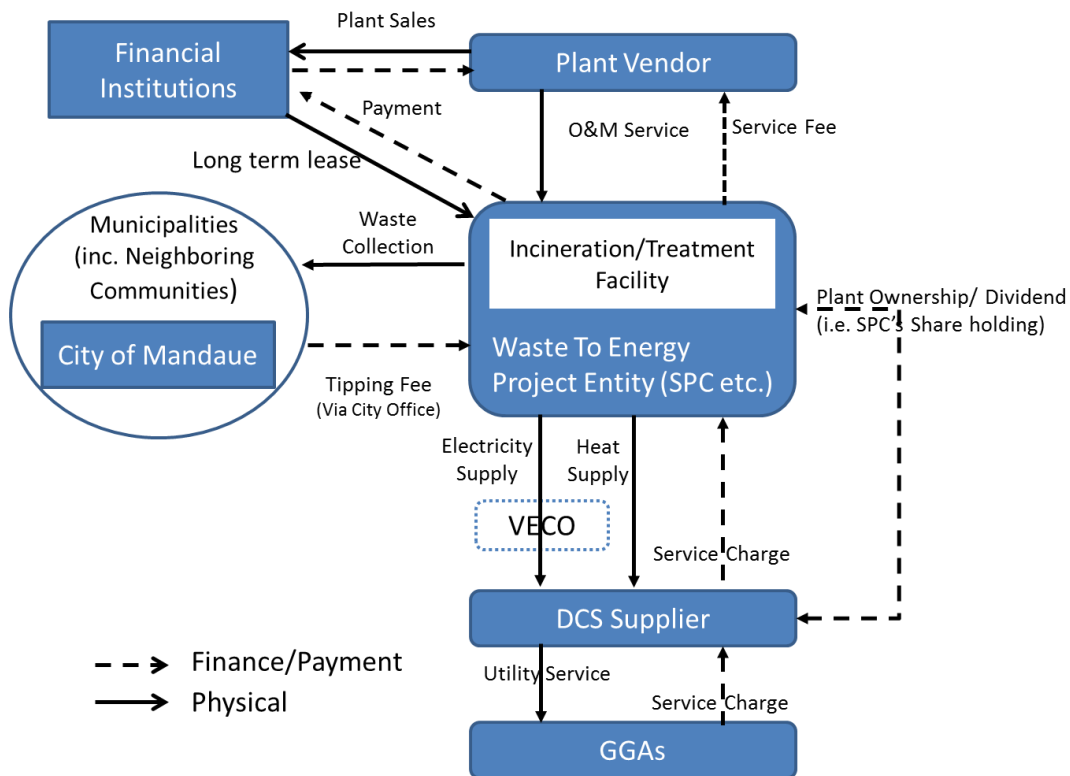 Plant Sales
Financial
Institutions
Plant Vendor
Payment
O&M Service
Service Fee
Long term lease
Municipalities
(inc. Neighboring
Communities)
City of Mandaue
Waste
Collection
Incineration/Treatment
Facility
Waste To Energy
Project Entity (SPC etc.)
Plant Ownership/ Dividend
(i.e. SPC's Share holding)
Tipping Fee
(Via City Office)
Electricity
Supply
Heat
Supply
VECO
Service Charge
DCS Supplier
Finance/Payment
Physical
Utility Service
Service Charge
GGAs